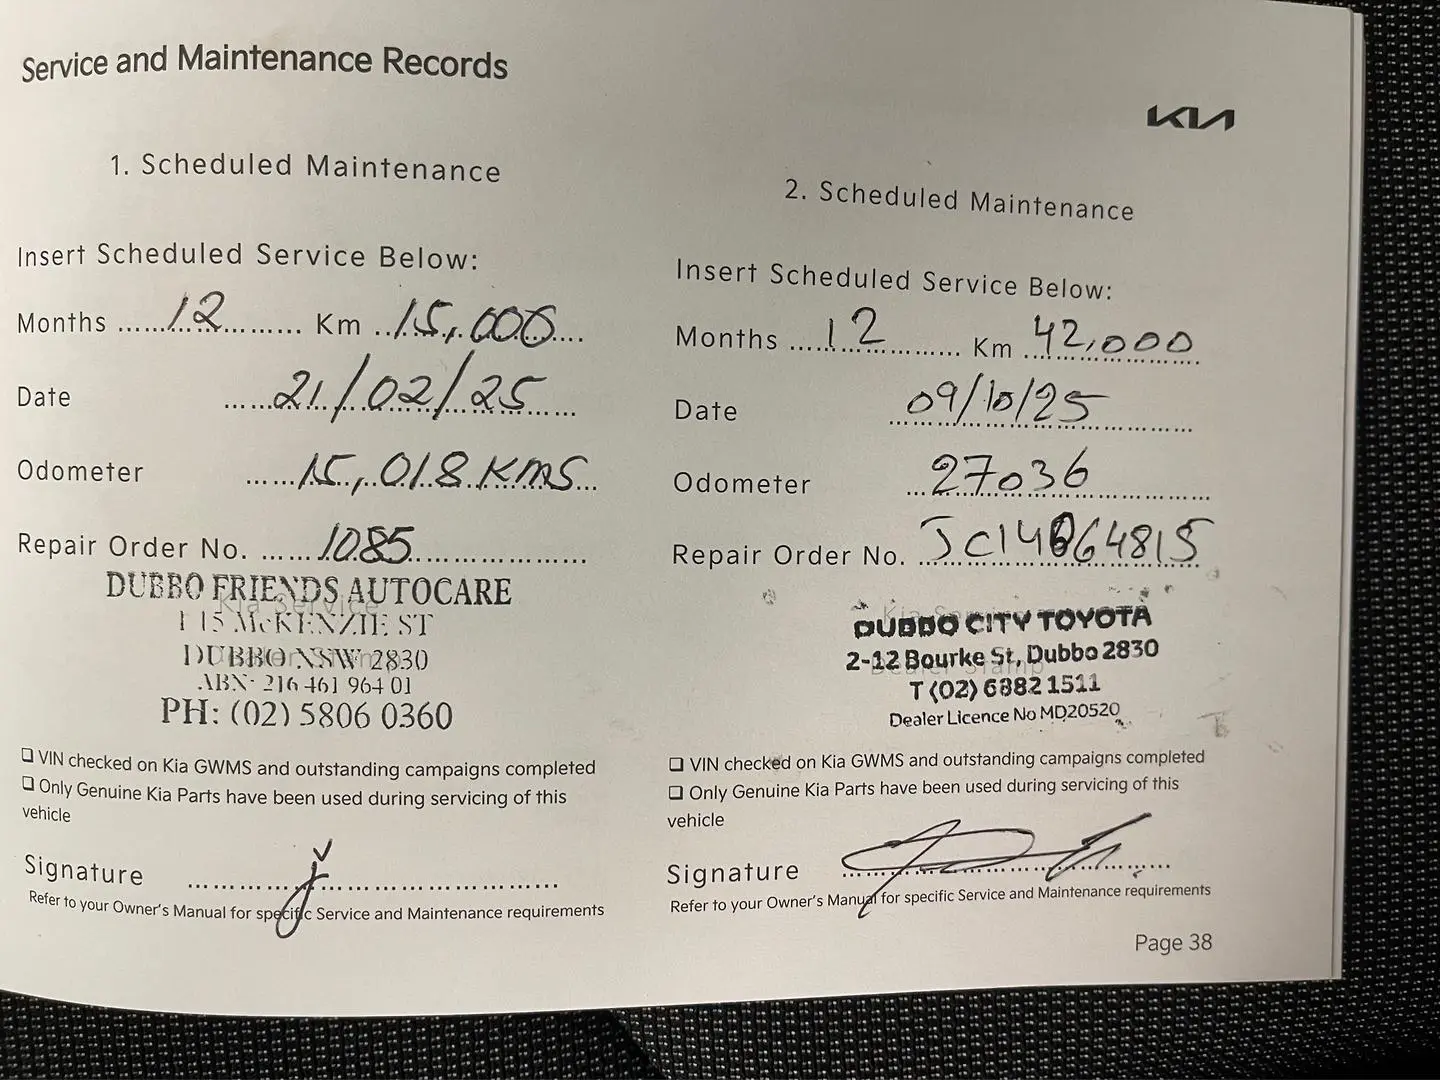 Service and Maintenance Records
KIA
1. Scheduled Maintenance
Insert Scheduled Service Below:
Months 12 Km 15,000
Date 21/02/25
Odometer 15,018 KMS
Repair Order No. 1085
DUBBO FRIENDS AUTOCARE
115 McKENZIE ST
DUBBO NSW 2830
ABN: 216 461 964 01
PH: (02) 5806 0360
❑ VIN checked on Kia GWMS and outstanding campaigns completed
❑ Only Genuine Kia Parts have been used during servicing of this
vehicle
Signature
Refer to your Owner's Manual for specific Service and Maintenance requirements
2. Scheduled Maintenance
Insert Scheduled Service Below:
Months 12 Km 42,000
Date 09/10/25
Odometer 27036
Repair Order No.
DUBBO CITY TOYOTA
2-12 Bourke St, Dubbo 2830
T (02) 6882 1511
Dealer Licence No MD20520
❑ VIN checked on Kia GWMS and outstanding campaigns completed
❑ Only Genuine Kia Parts have been used during servicing of this
vehicle
Signature
Refer to your Owner's Manual for specific Service and Maintenance requirements
Page 38